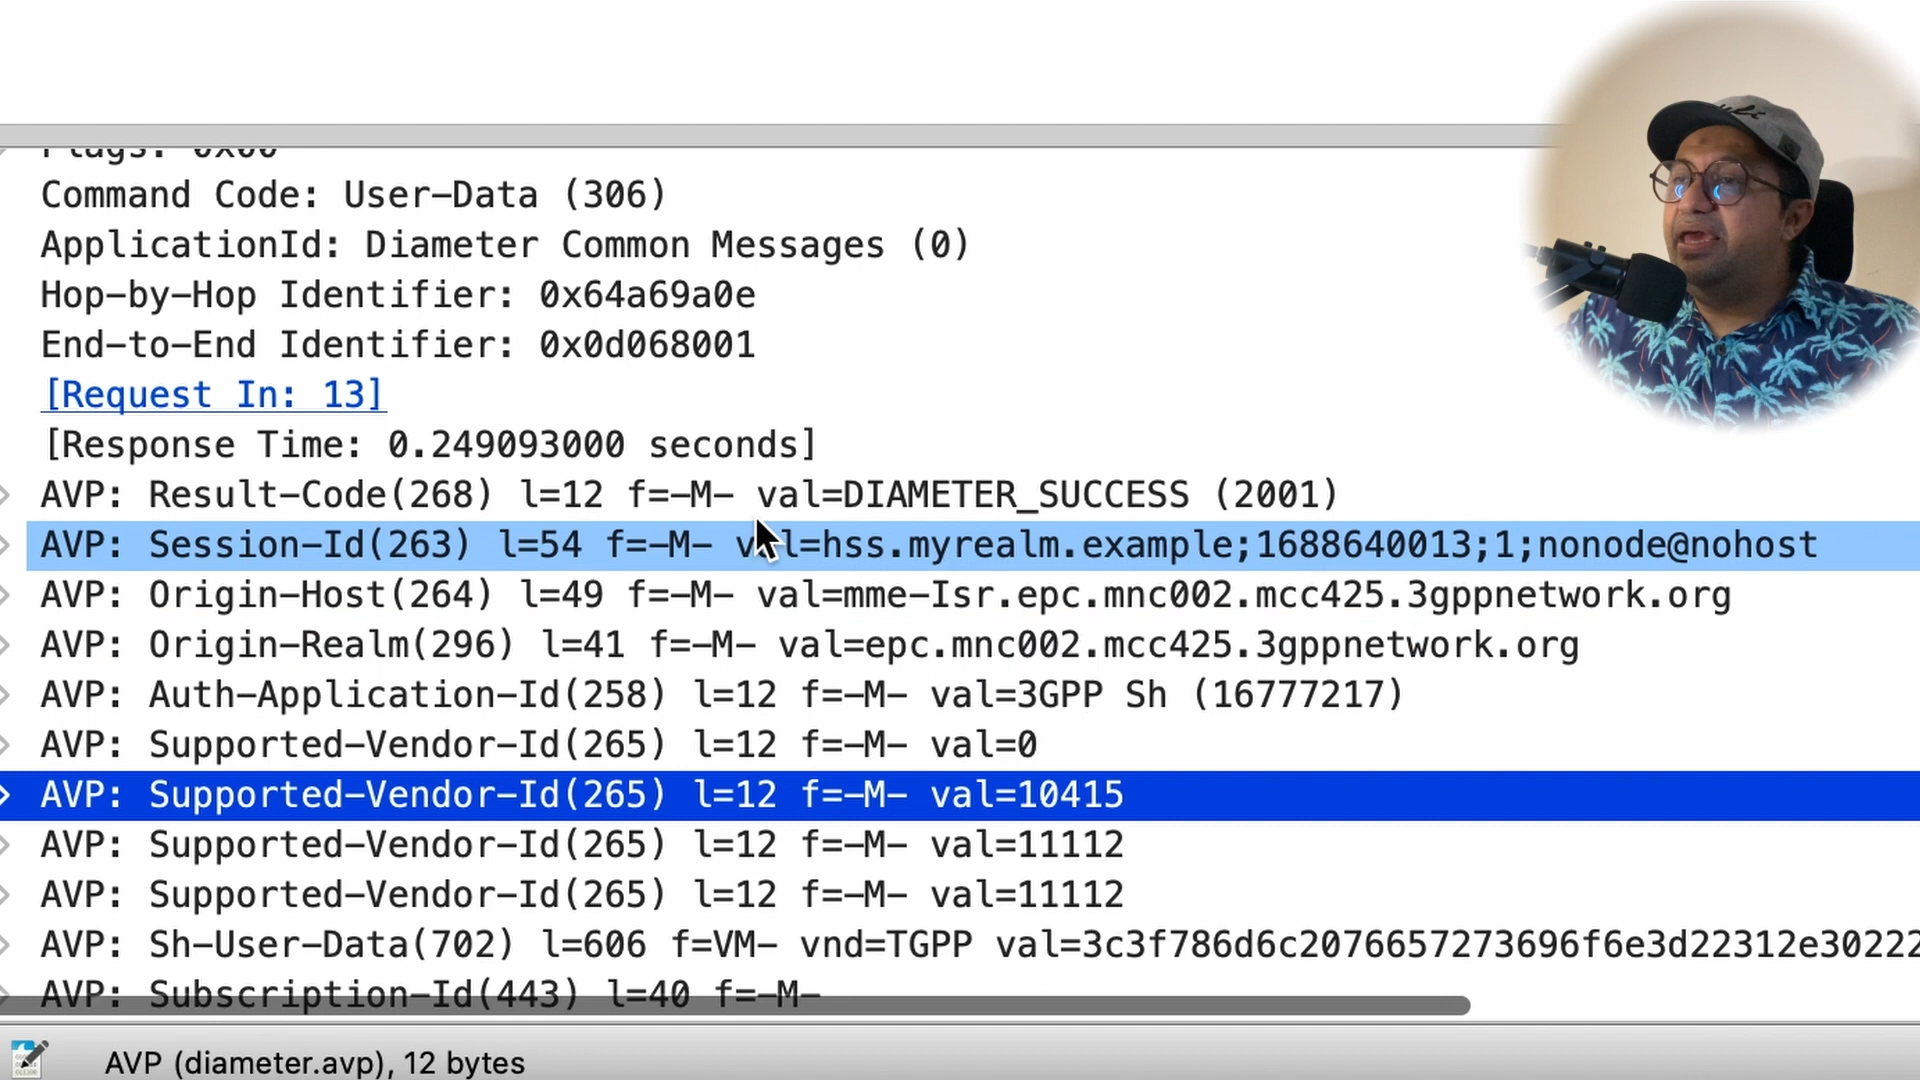 Flags: 0x00
Command Code: User-Data (306)
ApplicationId: Diameter Common Messages (0)
Hop-by-Hop Identifier: 0x64a69a0e
End-to-End Identifier: 0x0d068001
[Request In: 13]
[Response Time: 0.249093000 seconds]
AVP: Result-Code(268) l=12 f=-M- val=DIAMETER_SUCCESS (2001)
AVP: Session-Id(263) l=54 f=-M- val=hss.myrealm.example;1688640013;1;nonode@nohost
AVP: Origin-Host(264) l=49 f=-M- val=mme-Isr.epc.mnc002.mcc425.3gppnetwork.org
AVP: Origin-Realm(296) l=41 f=-M- val=epc.mnc002.mcc425.3gppnetwork.org
AVP: Auth-Application-Id(258) l=12 f=-M- val=3GPP Sh (16777217)
AVP: Supported-Vendor-Id(265) l=12 f=-M- val=0
AVP: Supported-Vendor-Id(265) l=12 f=-M- val=10415
AVP: Supported-Vendor-Id(265) l=12 f=-M- val=11112
AVP: Supported-Vendor-Id(265) l=12 f=-M- val=11112
AVP: Sh-User-Data(702) l=606 f=VM- vnd=TGPP val=3c3f786d6c2076657273696f6e3d22312e30222
AVP: Subscription-Id(443) l=40 f=-M-
AVP (diameter.avp), 12 bytes